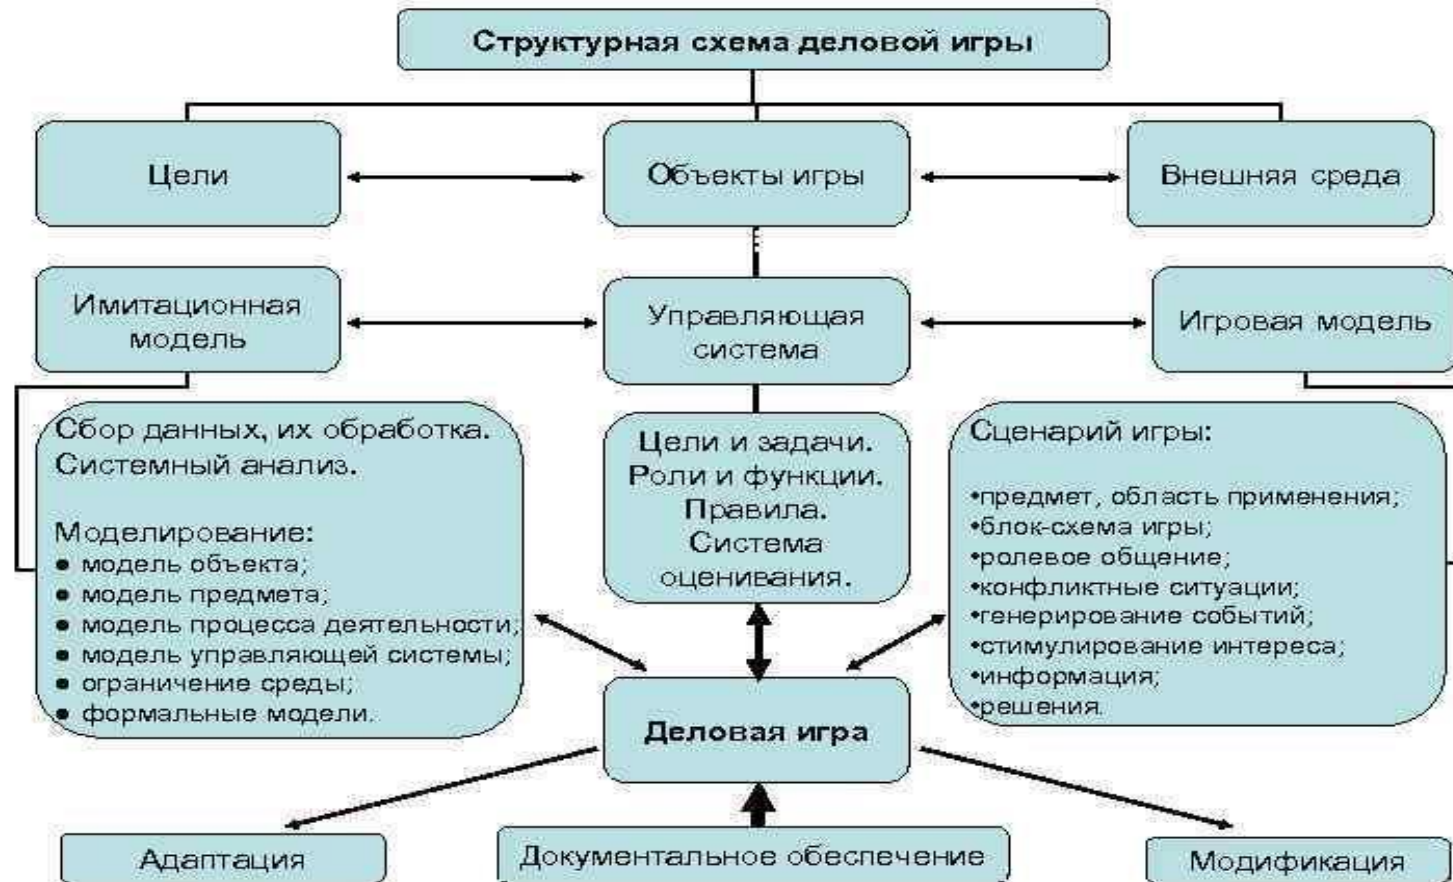 Структурная схема деловой игры
Цели
Объекты игры
Внешняя среда
Имитационная
модель
Управляющая
система
Игровая модель
Сбор данных, их обработка.
Системный анализ.
Моделирование:
• модель объекта;
• модель предмета;
• модель процесса деятельности;
• модель управляющей системы;
• ограничение среды;
• формальные модели.
Цели и задачи.
Роли и функции.
Правила.
Система
оценивания.
Сценарий игры:
•предмет, область применения;
•блок-схема игры;
•ролевое общение;
•конфликтные ситуации;
•генерирование событий;
•стимулирование интереса;
•информация;
•решения.
Деловая игра
Адаптация
Документальное обеспечение
Модификация